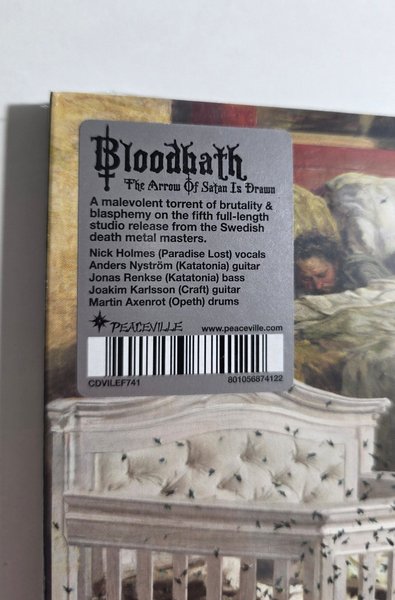 Bloodbath
The Arrow Of Satan Is Drawn
A malevolent torrent of brutality &
blasphemy on the fifth full-length
studio release from the Swedish
death metal masters.
Nick Holmes (Paradise Lost) vocals
Anders Nyström (Katatonia) guitar
Jonas Renkse (Katatonia) bass
Joakim Karlsson (Craft) guitar
Martin Axenrot (Opeth) drums
PEACEVILLE www.peaceville.com
CDVILEF741 801056874122